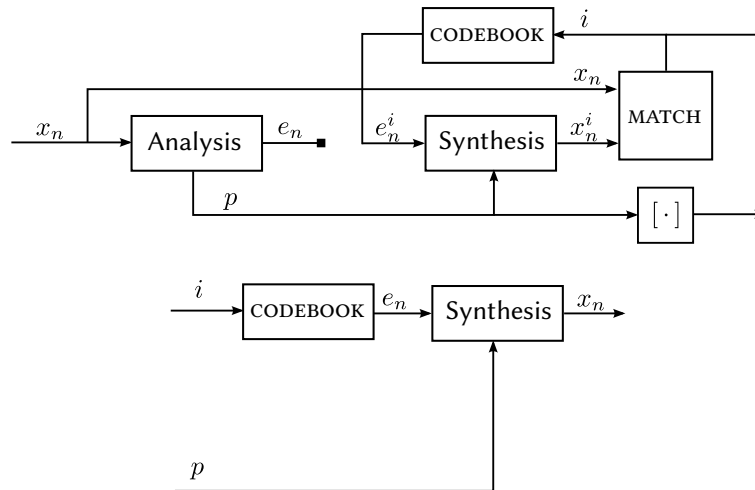 CODEBOOK i
x_n
x_n Analysis e_n e_n^i Synthesis x_n^i MATCH
p [ · ]
i CODEBOOK e_n Synthesis x_n
p